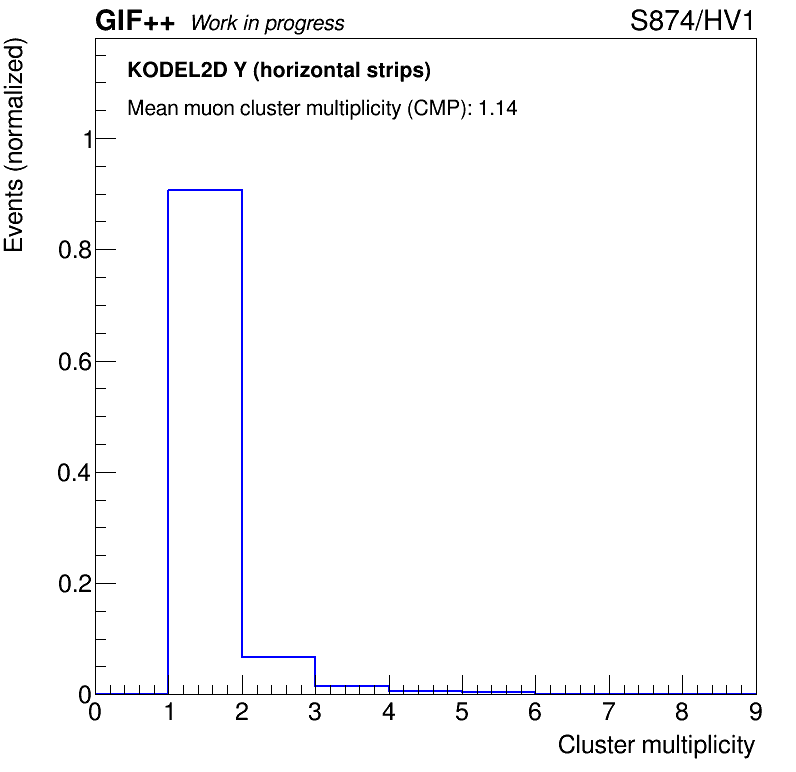 GIF++ Work in progress S874/HV1
KODEL2D Y (horizontal strips)
Mean muon cluster multiplicity (CMP): 1.14
Events (normalized)
1
0.8
0.6
0.4
0.2
0
0 1 2 3 4 5 6 7 8 9
Cluster multiplicity